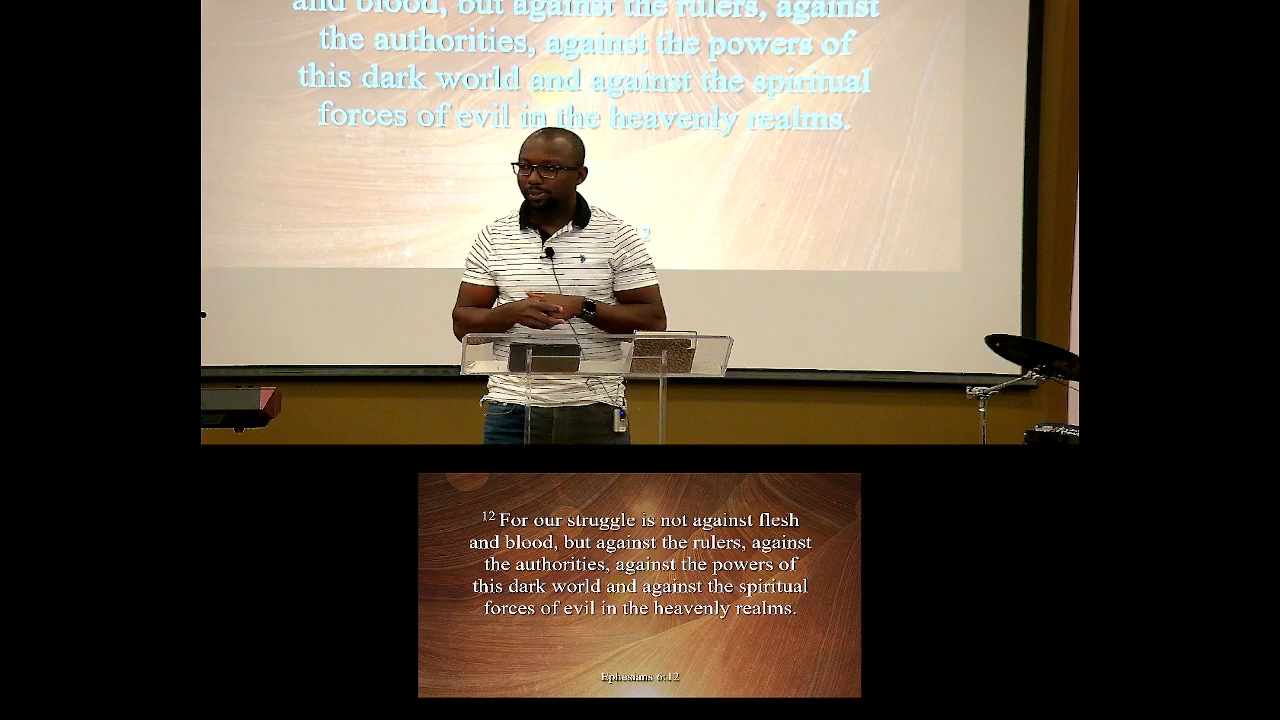 and blood, but against the rulers, against
the authorities, against the powers of
this dark world and against the spiritual
forces of evil in the heavenly realms.
12
12 For our struggle is not against flesh
and blood, but against the rulers, against
the authorities, against the powers of
this dark world and against the spiritual
forces of evil in the heavenly realms.
Ephesians 6:12